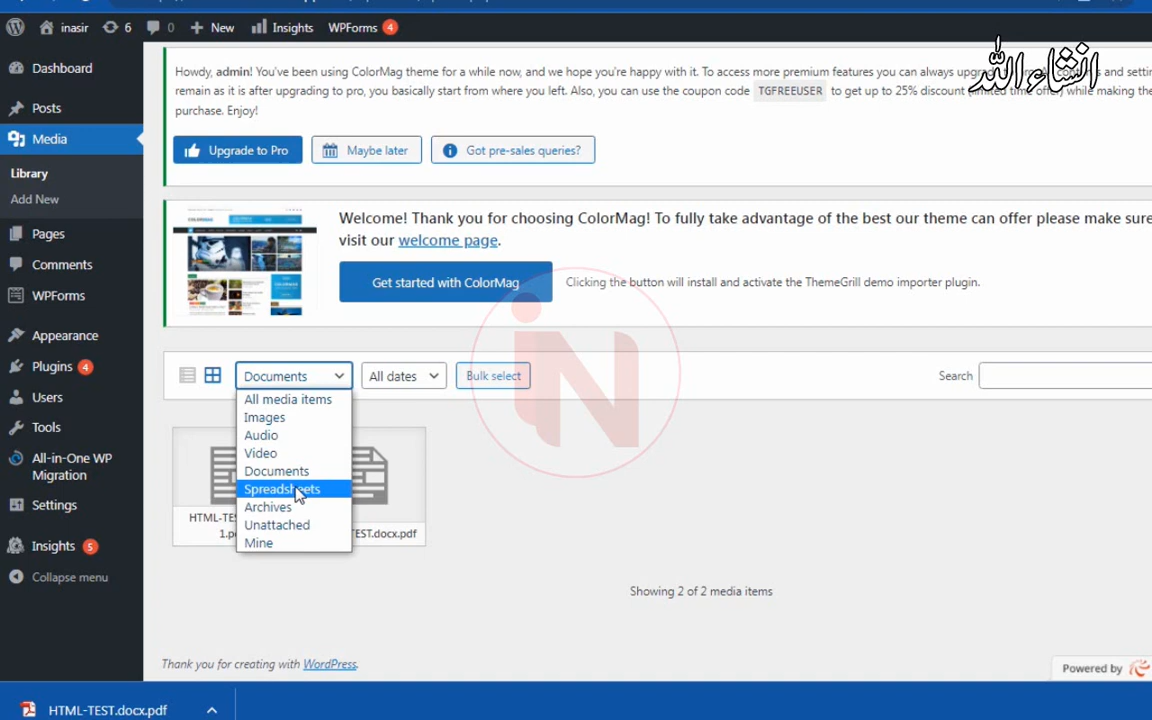 inasir 6 0 New Insights WPForms 4
انشاء اللہ
Dashboard
Posts
Media
Library
Add New
Pages
Comments
WPForms
Appearance
Plugins 4
Users
Tools
All-in-One WP
Migration
Settings
Insights 5
Collapse menu
Howdy, admin! You've been using ColorMag theme for a while now, and we hope you're happy with it. To access more premium features you can always
remain as it is after upgrading to pro, you basically start from where you left. Also, you can use the coupon code TGFREEUSER to get up to 25% discount (limited time offer) while making the
purchase. Enjoy!
Upgrade to Pro Maybe later Got pre-sales queries?
Welcome! Thank you for choosing ColorMag! To fully take advantage of the best our theme can offer please make sure
visit our welcome page.
Get started with ColorMag Clicking the button will install and activate the ThemeGrill demo importer plugin.
Documents All dates Bulk select Search
All media items
Images
Audio
Video
Documents
Spreadsheets
Archives
Unattached
Mine
iN
Showing 2 of 2 media items
Thank you for creating with WordPress.
Powered by
HTML-TEST.docx.pdf